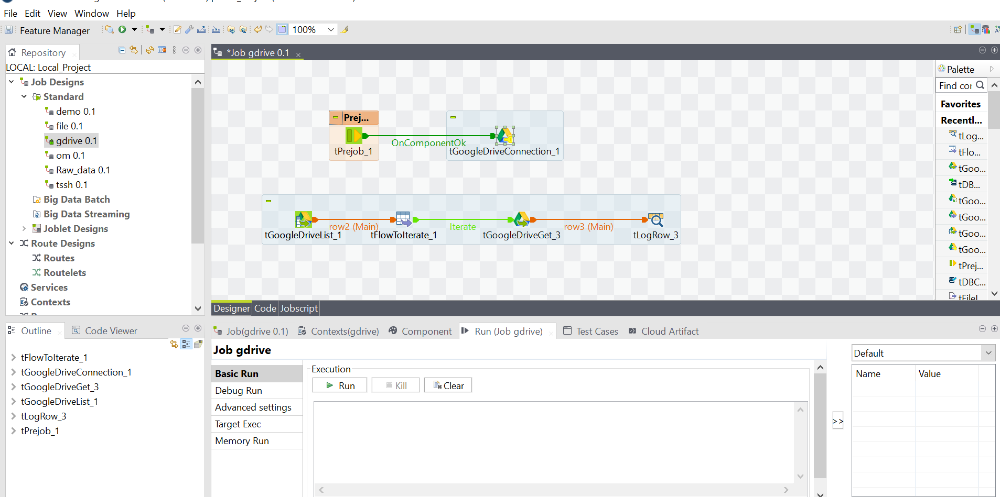 File Edit View Window Help
Feature Manager
100%
Repository
LOCAL: Local_Project
Job Designs
Standard
demo 0.1
file 0.1
gdrive 0.1
om 0.1
Raw_data 0.1
tssh 0.1
Big Data Batch
Big Data Streaming
Joblet Designs
Route Designs
Routes
Routelets
Services
Contexts
*Job gdrive 0.1
Prej...
tPrejob_1
OnComponentOk
tGoogleDriveConnection_1
tGoogleDriveList_1
row2 (Main)
tFlowToIterate_1
Iterate
tGoogleDriveGet_3
row3 (Main)
tLogRow_3
Designer Code Jobscript
Palette
Find cor
Favorites
Recentl...
tLog...
tFlo...
tGoo...
tDB...
tGoo...
tGoo...
tGoo...
tGoo...
tPrej...
tDBC...
tFileI
Outline Code Viewer
tFlowToIterate_1
tGoogleDriveConnection_1
tGoogleDriveGet_3
tGoogleDriveList_1
tLogRow_3
tPrejob_1
Job(gdrive 0.1) Contexts(gdrive) Component Run (Job gdrive) Test Cases Cloud Artifact
Job gdrive
Basic Run
Debug Run
Advanced settings
Target Exec
Memory Run
Execution
Run Kill Clear
>>
Default
Name Value